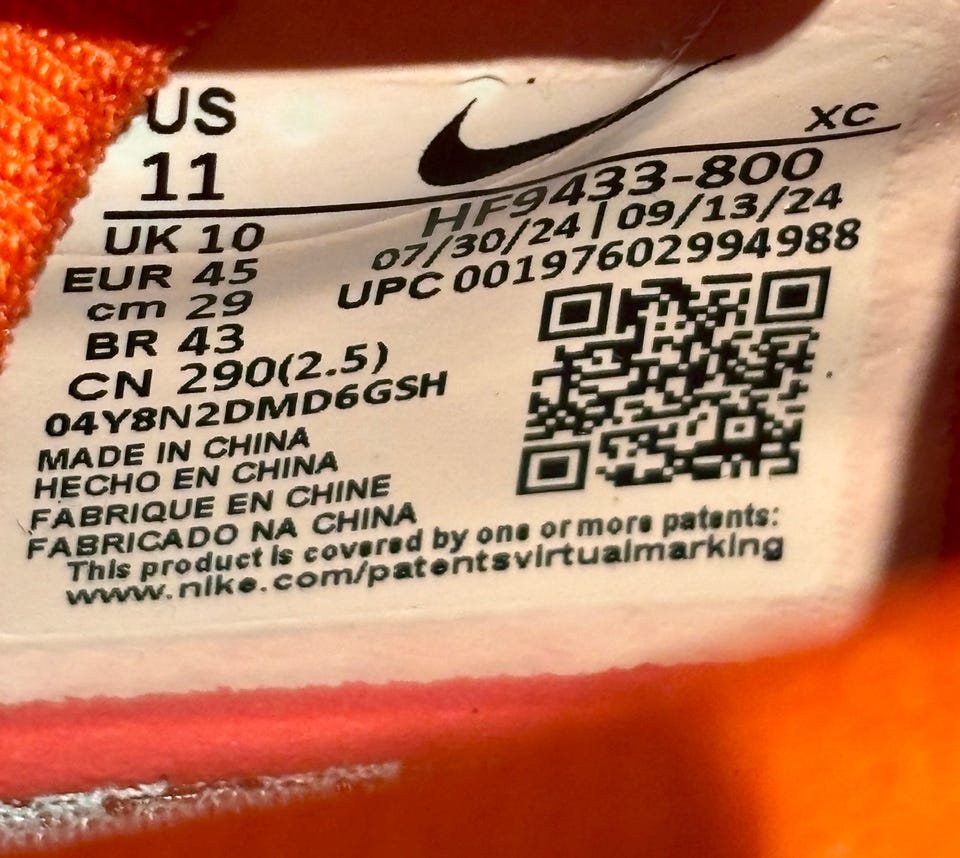 US
11
XC
UK 10
EUR 45
cm 29
BR 43
CN 290(2.5)
04Y8N2DMD6GSH
HF9433-800
07/30/24 | 09/13/24
UPC 00197602994988
MADE IN CHINA
HECHO EN CHINA
FABRIQUE EN CHINE
FABRICADO NA CHINA
This product is covered by one or more patents:
www.nike.com/patentsvirtualmarking